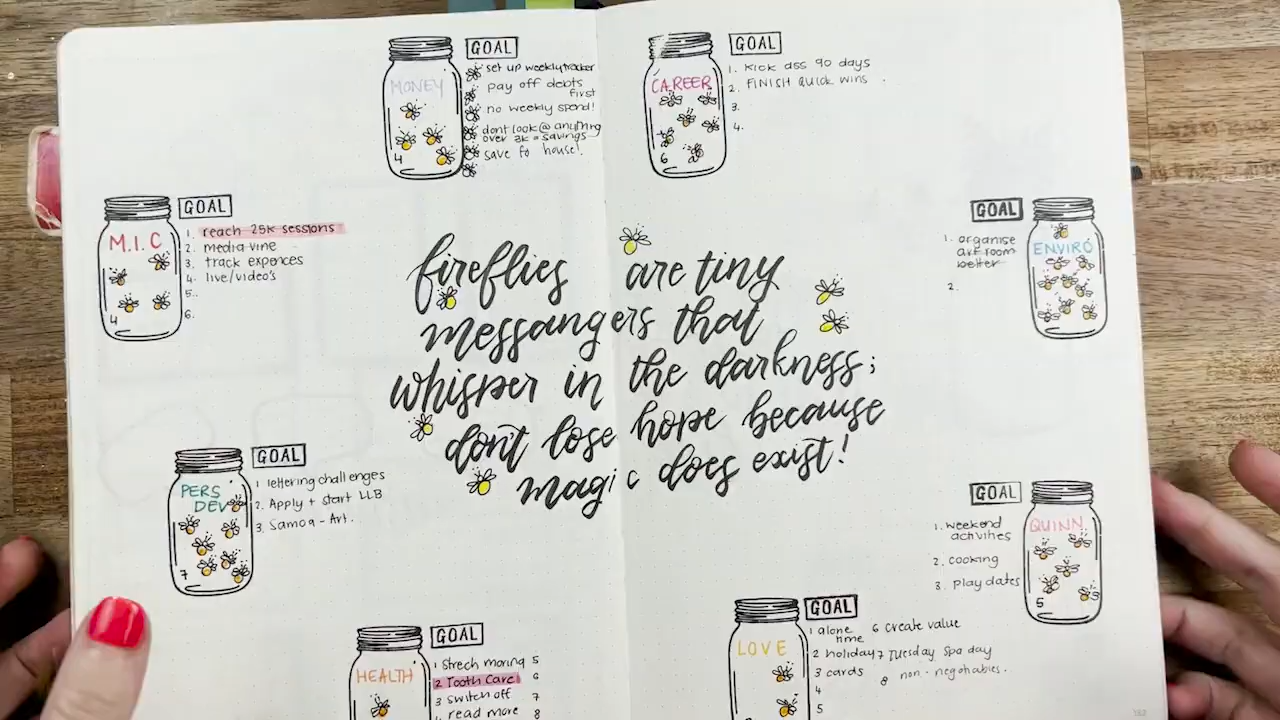 MONEY
4
GOAL
set up weekly tracker
pay off debts
first
no weekly spend!
dont look @ anything
over 3k
savings
save fo house!
CAREER
6
GOAL
1. Kick ass 90 days
2. FINISH Quick wins
3.
4.
M.I.C
4
GOAL
1. reach 25k sessions
2. media vine
3. track expences
4. live/video's
5..
6.
GOAL
1. organise
art room
better
2.
ENVIRO
fireflies are tiny
messangers that
whisper in the darkness;
don't lose hope because
magic does exist!
PERS
DEV
7
GOAL
1 lettering challenges
2. Apply + start LLB
3. Samoa - Art.
GOAL
1. weekend
activities
2. cooking
3. play dates
QUINN
5
HEALTH
GOAL
1 Strech moring 5
2 Tooth Care 6
3 switch off 7
4 read more 8
LOVE
GOAL
1 alone
time
2 holiday
3 cards
4
5
6 create value
7 Tuesday Spa day
8 non-negotiables.